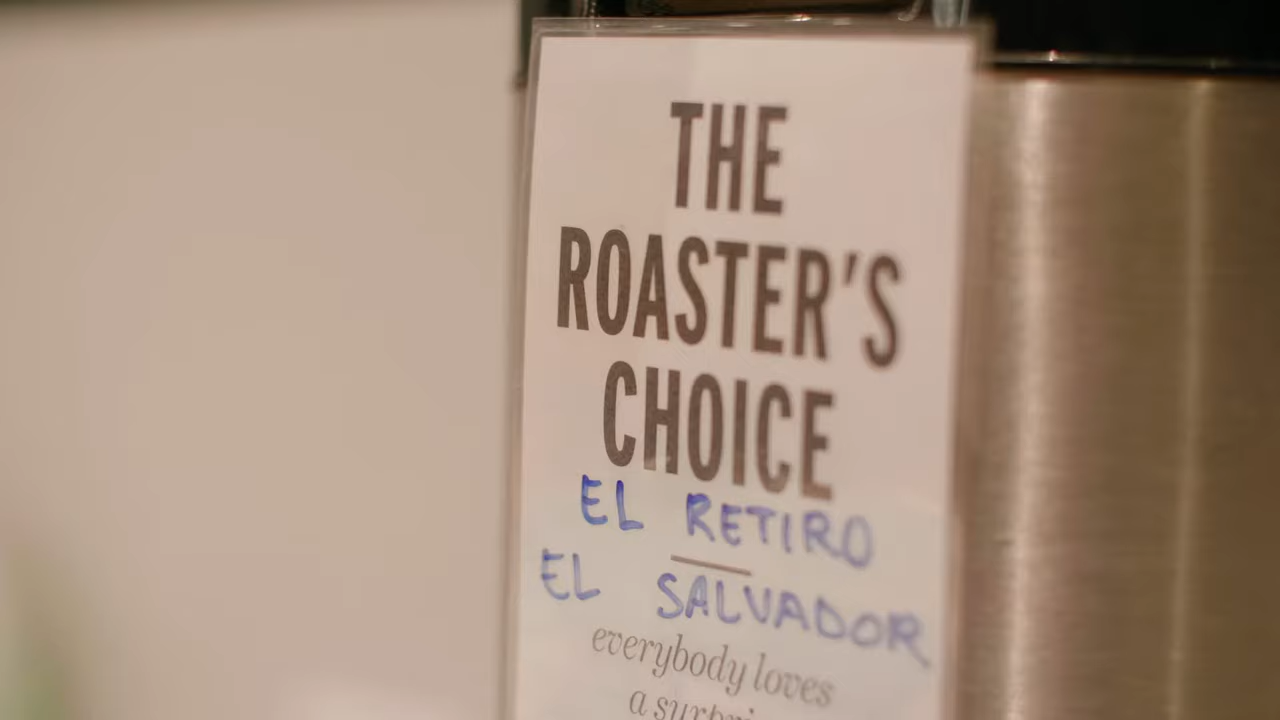 THE
ROASTER'S
CHOICE
EL RETIRO
EL SALVADOR
everybody loves
a